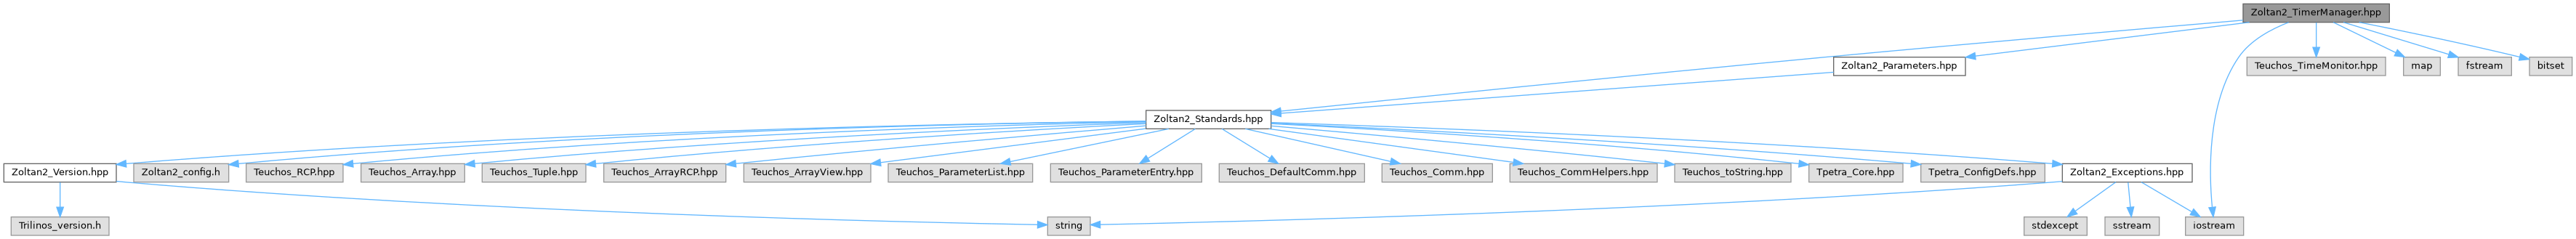 Zoltan2_TimerManager.hpp
Zoltan2_Parameters.hpp
Teuchos_TimeMonitor.hpp
map
fstream
bitset
Zoltan2_Standards.hpp
Zoltan2_Version.hpp
Zoltan2_config.h
Teuchos_RCP.hpp
Teuchos_Array.hpp
Teuchos_Tuple.hpp
Teuchos_ArrayRCP.hpp
Teuchos_ArrayView.hpp
Teuchos_ParameterList.hpp
Teuchos_ParameterEntry.hpp
Teuchos_DefaultComm.hpp
Teuchos_Comm.hpp
Teuchos_CommHelpers.hpp
Teuchos_toString.hpp
Tpetra_Core.hpp
Tpetra_ConfigDefs.hpp
Zoltan2_Exceptions.hpp
Trilinos_version.h
string
stdexcept
sstream
iostream